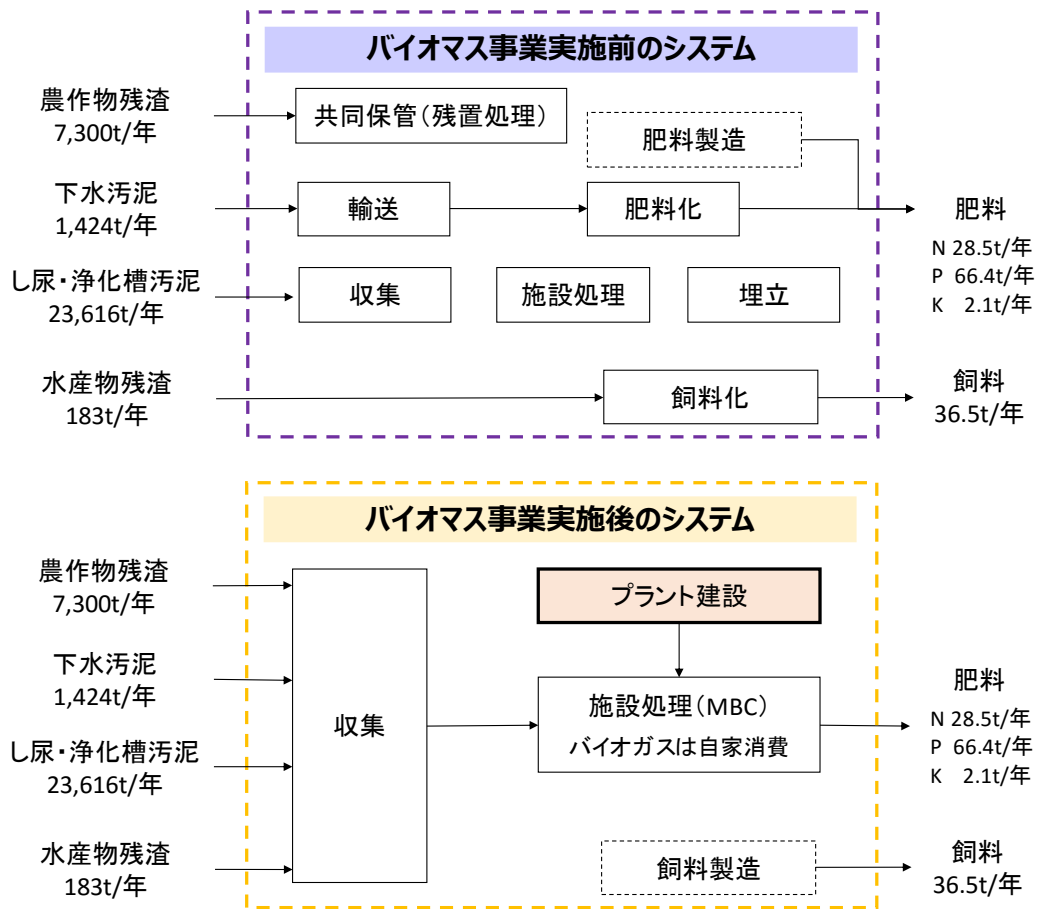 バイオマス事業実施前のシステム
農作物残渣
7,300t/年
共同保管(残置処理)
肥料製造
下水汚泥
1,424t/年
輸送
肥料化
肥料
N 28.5t/年
P 66.4t/年
K 2.1t/年
し尿・浄化槽汚泥
23,616t/年
収集
施設処理
埋立
水産物残渣
183t/年
飼料化
飼料
36.5t/年
バイオマス事業実施後のシステム
農作物残渣
7,300t/年
プラント建設
下水汚泥
1,424t/年
収集
施設処理(MBC)
バイオガスは自家消費
肥料
N 28.5t/年
P 66.4t/年
K 2.1t/年
し尿・浄化槽汚泥
23,616t/年
水産物残渣
183t/年
飼料製造
飼料
36.5t/年